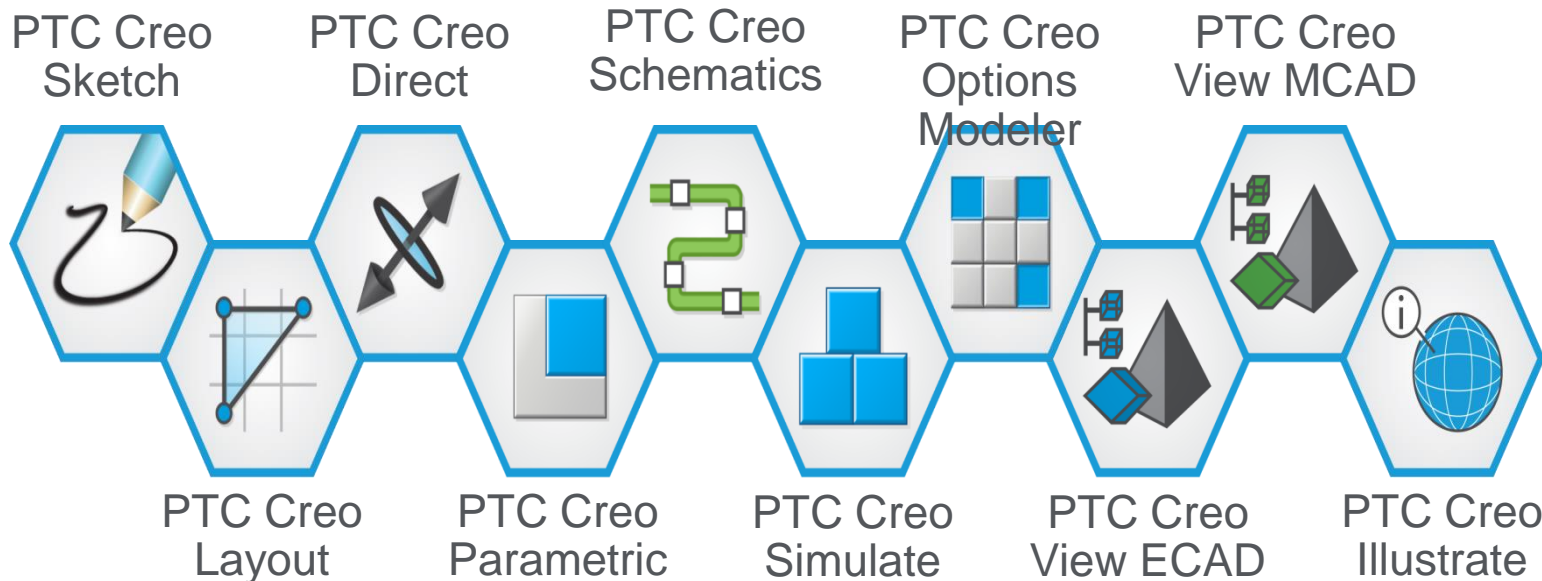 PTC Creo
Sketch
PTC Creo
Direct
PTC Creo
Schematics
PTC Creo
Options
Modeler
PTC Creo
View MCAD
i
PTC Creo
Layout
PTC Creo
Parametric
PTC Creo
Simulate
PTC Creo
View ECAD
PTC Creo
Illustrate